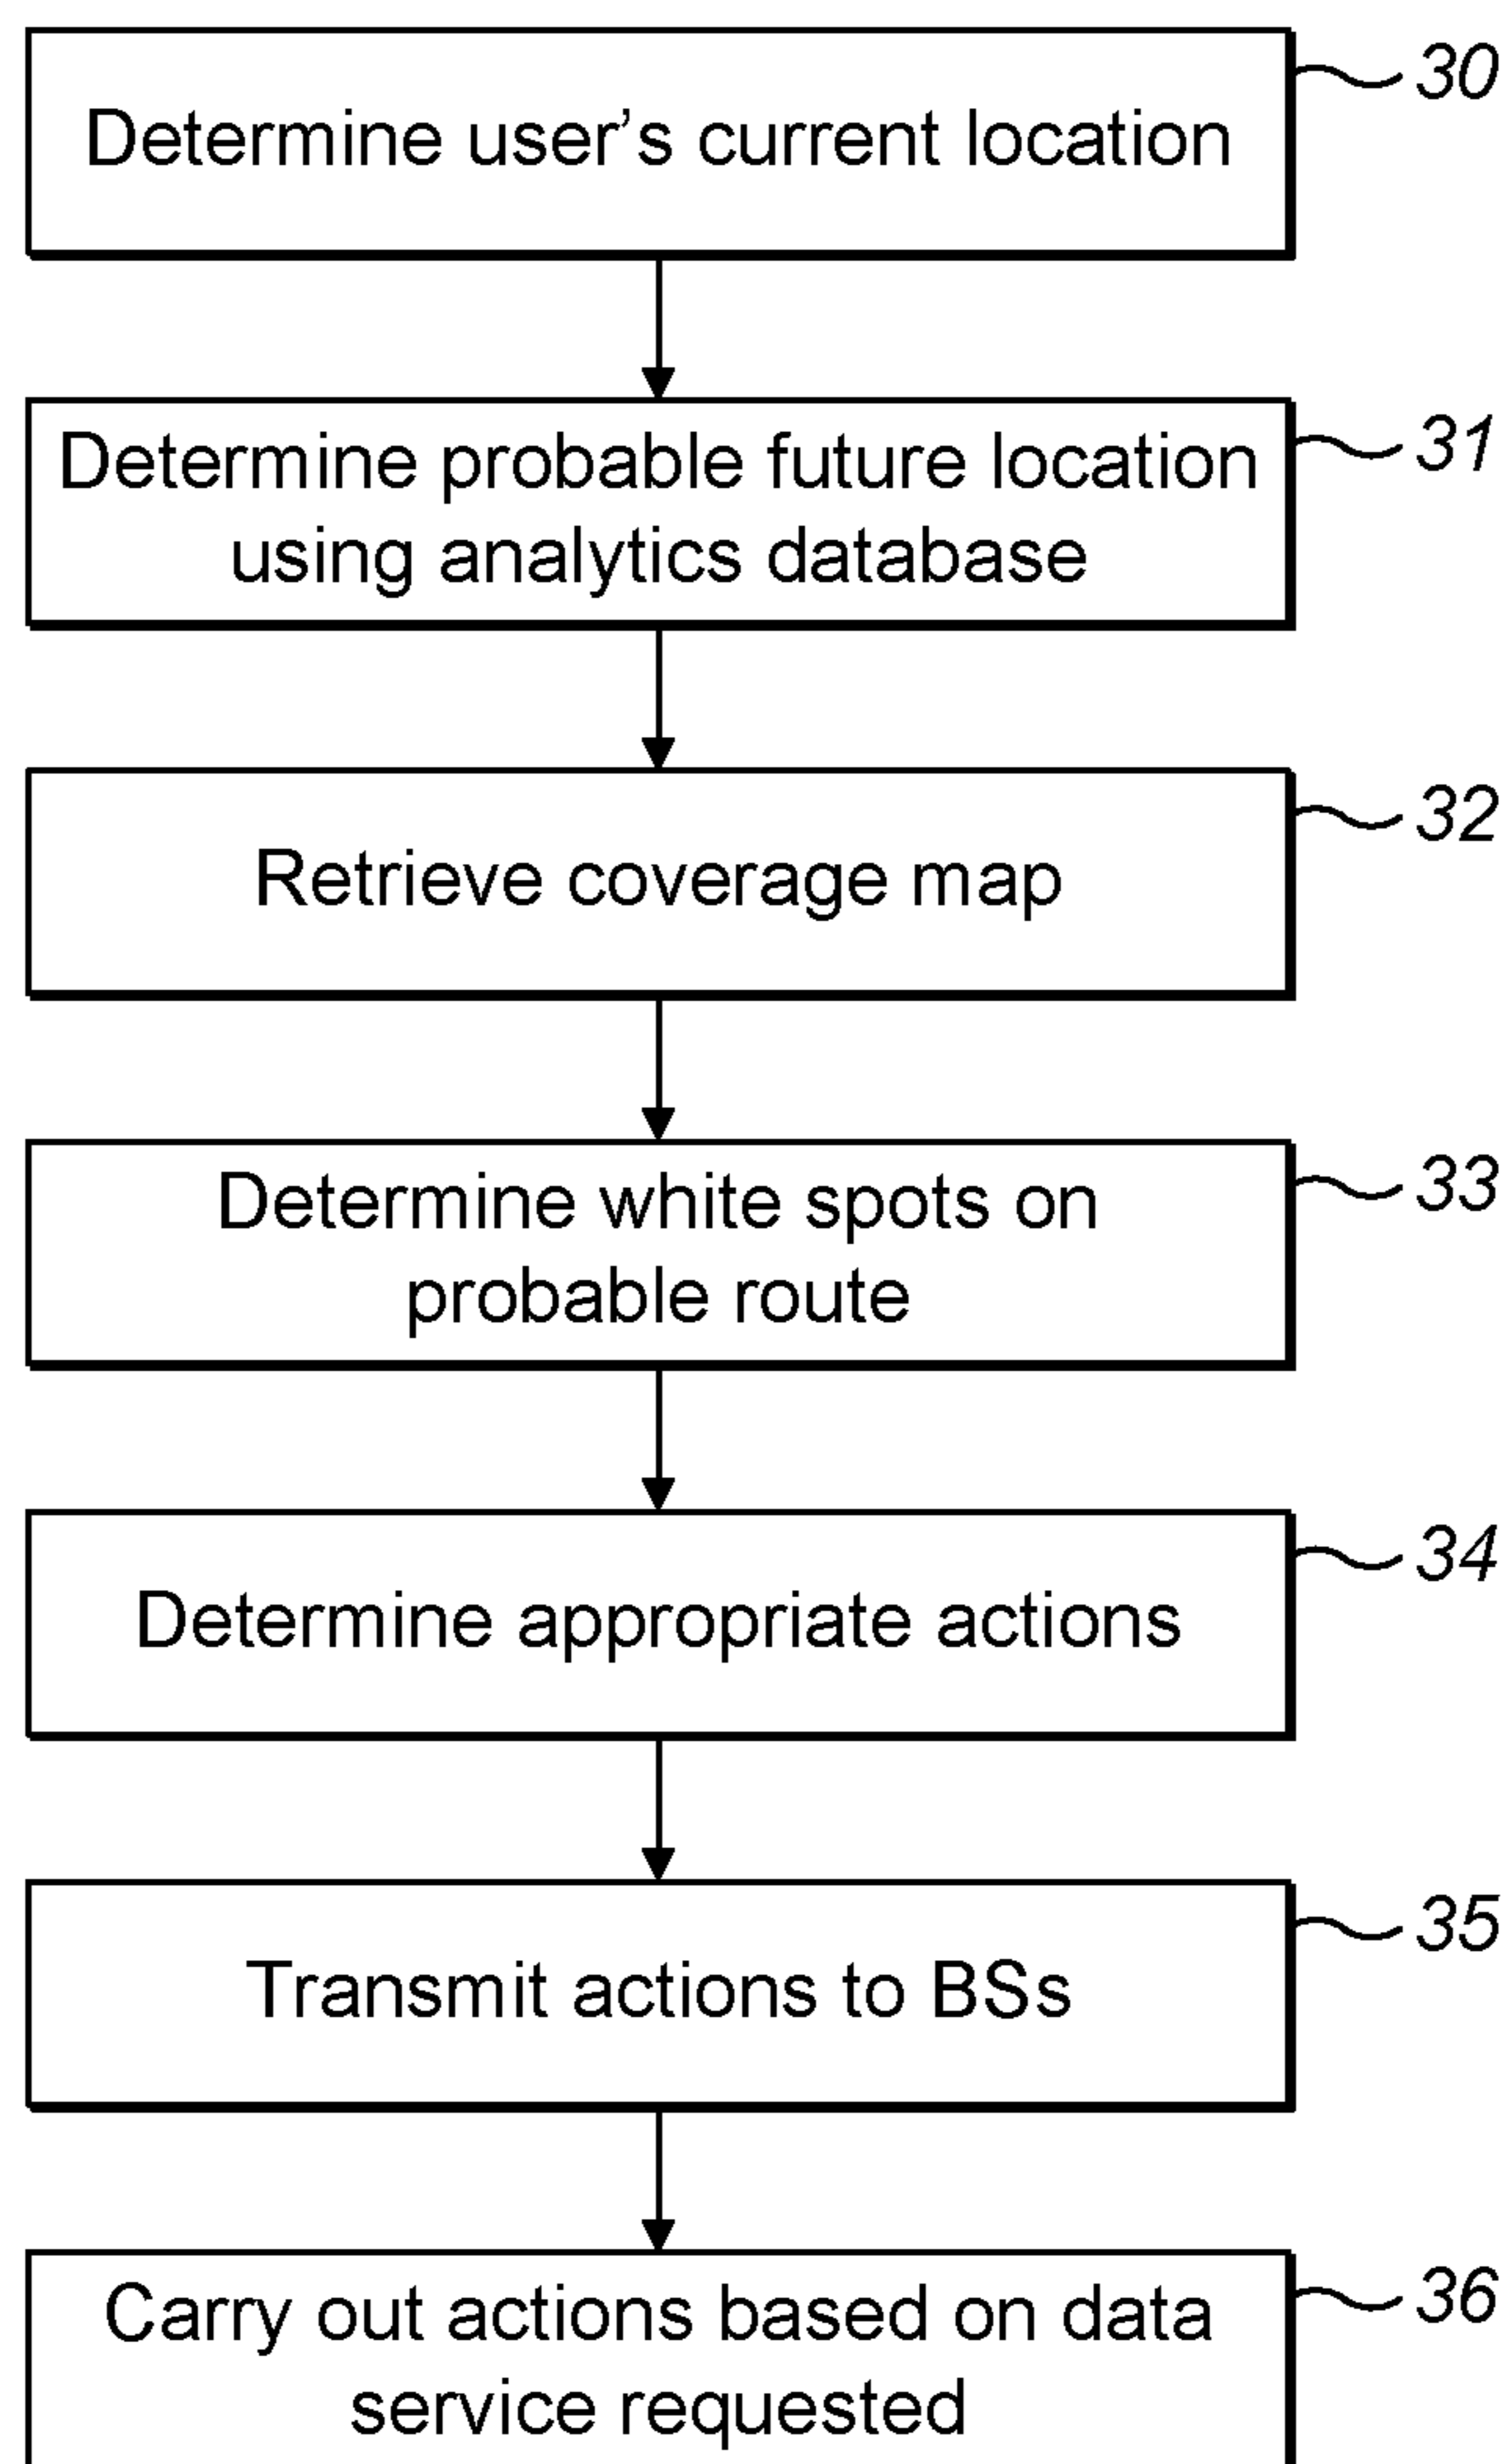 Determine user's current location
30
Determine probable future location
using analytics database
31
Retrieve coverage map
32
Determine white spots on
probable route
33
Determine appropriate actions
34
Transmit actions to BSs
35
Carry out actions based on data
service requested
36